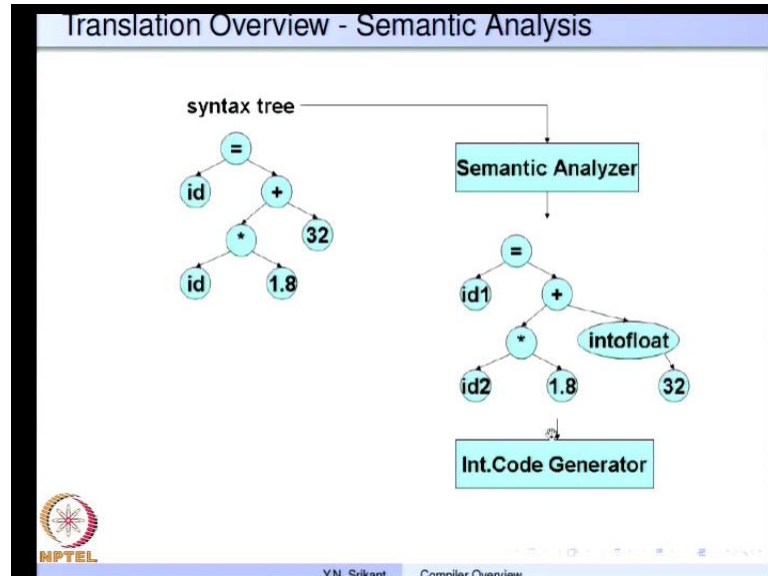 Translation Overview - Semantic Analysis
syntax tree
=
id
+
*
32
id
1.8
Semantic Analyzer
=
id1
+
*
intofloat
id2
1.8
32
Int.Code Generator
NPTEL
Y.N. Srikant
Compiler Overview